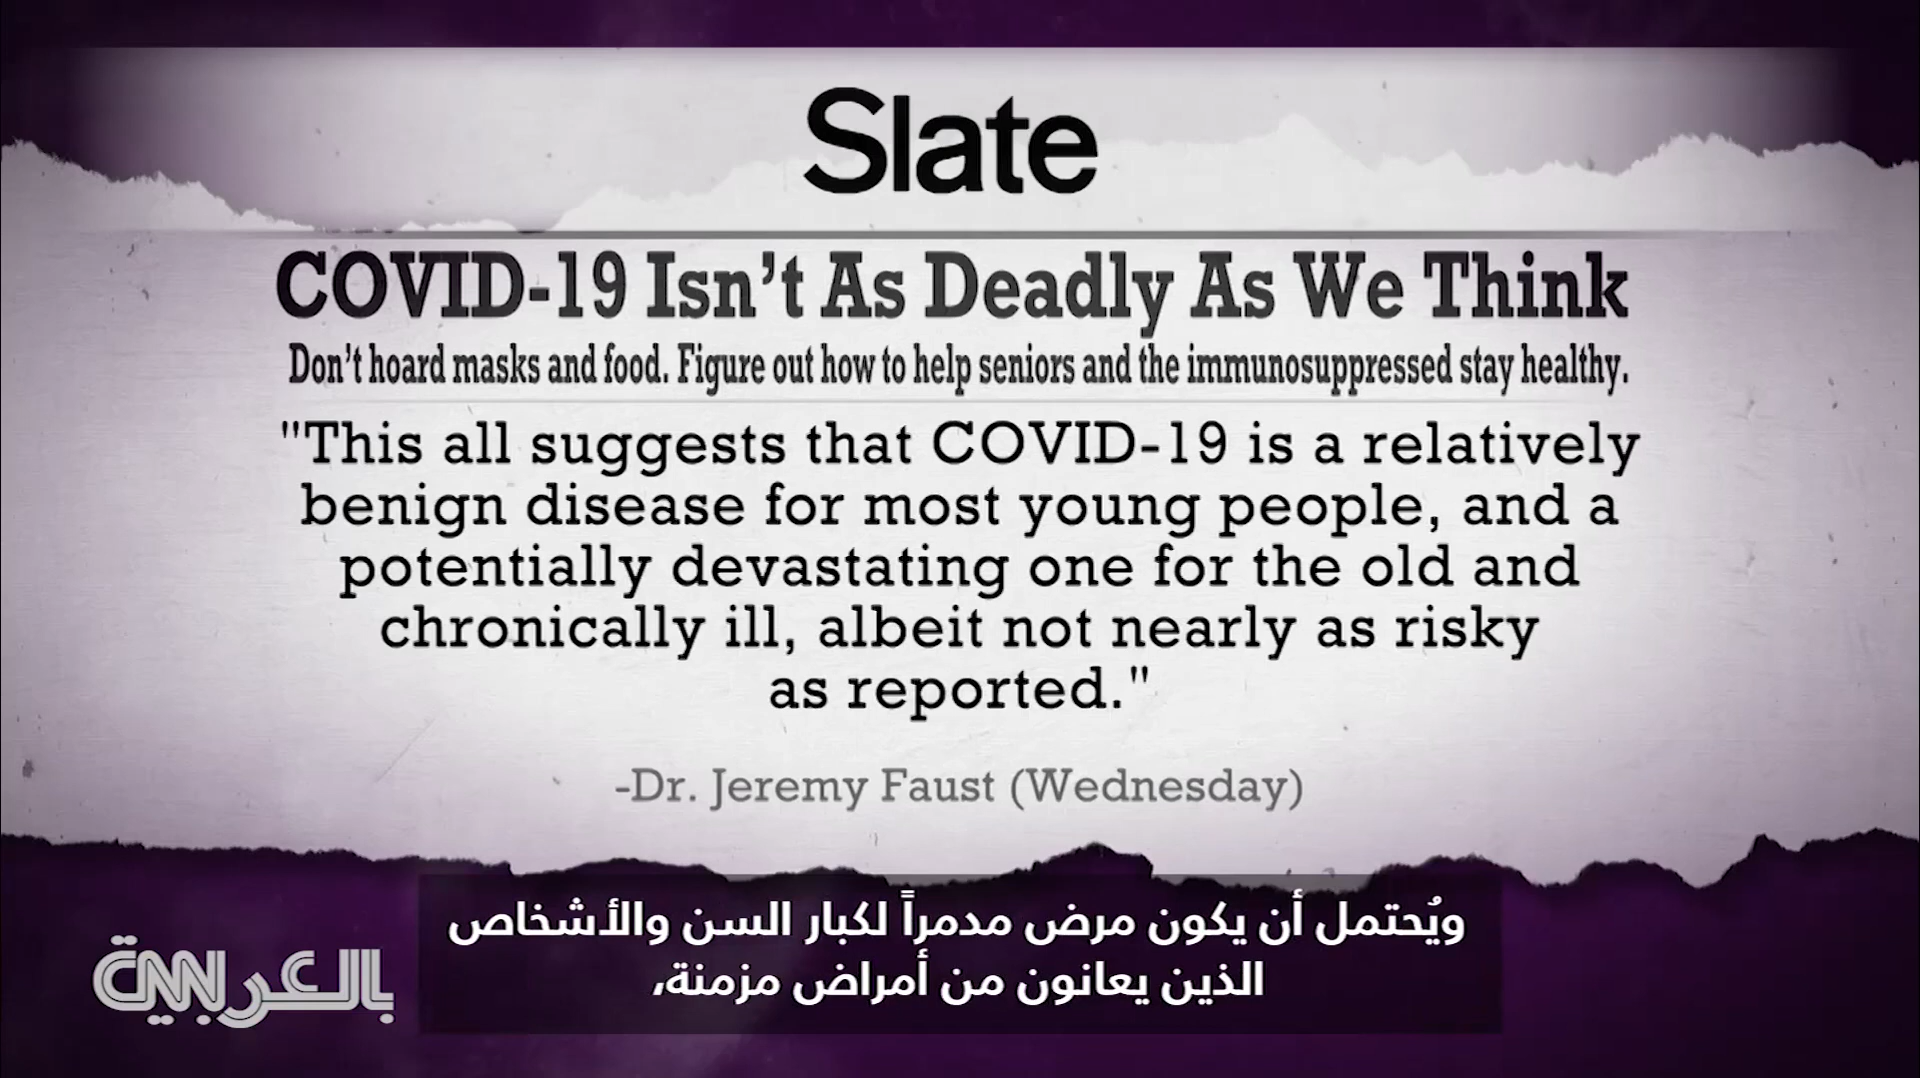 Slate
COVID-19 Isn't As Deadly As We Think
Don't hoard masks and food. Figure out how to help seniors and the immunosuppressed stay healthy.
"This all suggests that COVID-19 is a relatively
benign disease for most young people, and a
potentially devastating one for the old and
chronically ill, albeit not nearly as risky
as reported."
-Dr. Jeremy Faust (Wednesday)
ويُحتمل أن يكون مرض مدمراً لكبار السن والأشخاص
الذين يعانون من أمراض مزمنة،
بالعربية